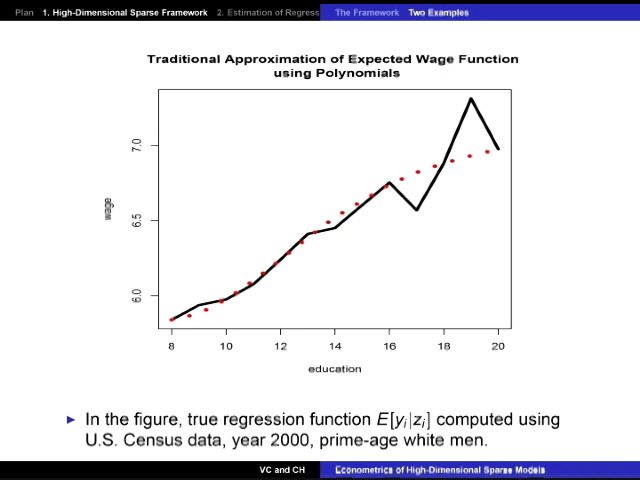 Plan 1. High-Dimensional Sparse Framework 2. Estimation of Regress The Framework Two Examples
Traditional Approximation of Expected Wage Function
using Polynomials
wage
7.0
6.5
6.0
8 10 12 14 16 18 20
education
► In the figure, true regression function E[yᵢ|zᵢ] computed using
U.S. Census data, year 2000, prime-age white men.
VC and CH Econometrics of High-Dimensional Sparse Models